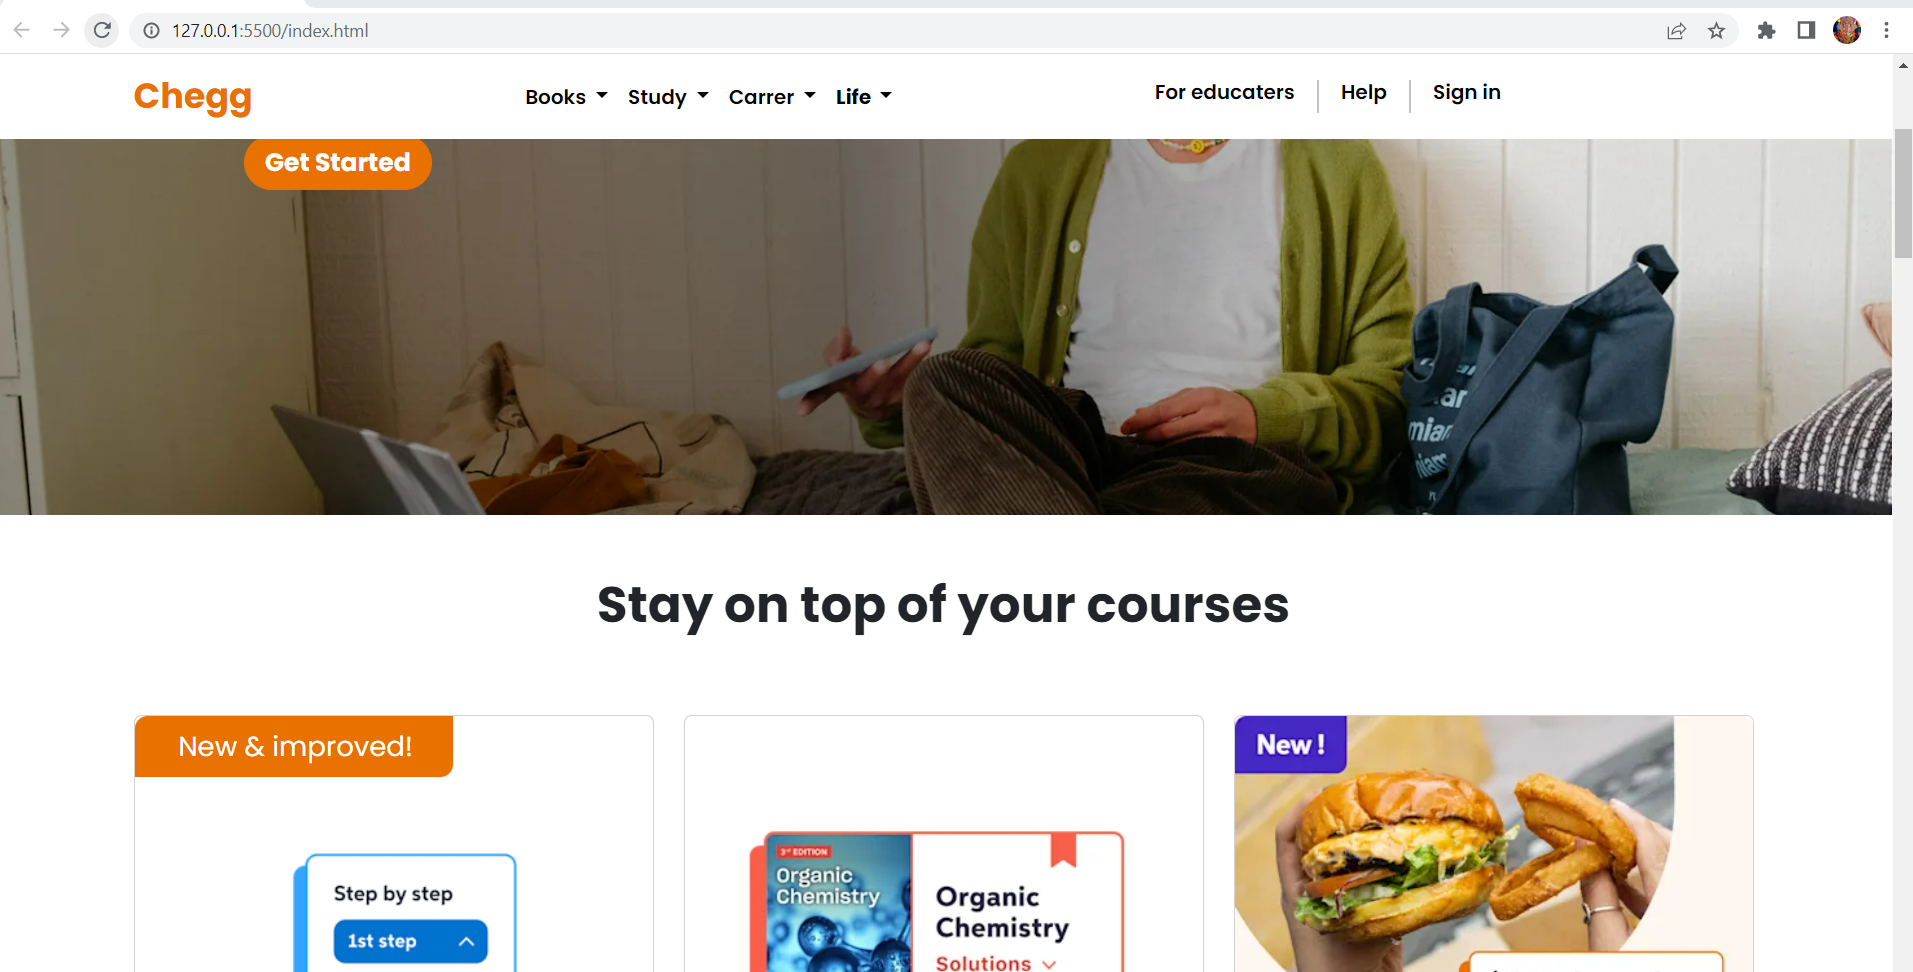 127.0.0.1:5500/index.html
Chegg
Books Study Carrer Life For educaters Help Sign in
Get Started
miami
Stay on top of your courses
New & improved!
New !
3rd EDITION
Organic
Chemistry
Organic
Chemistry
Solutions
Step by step
1st step